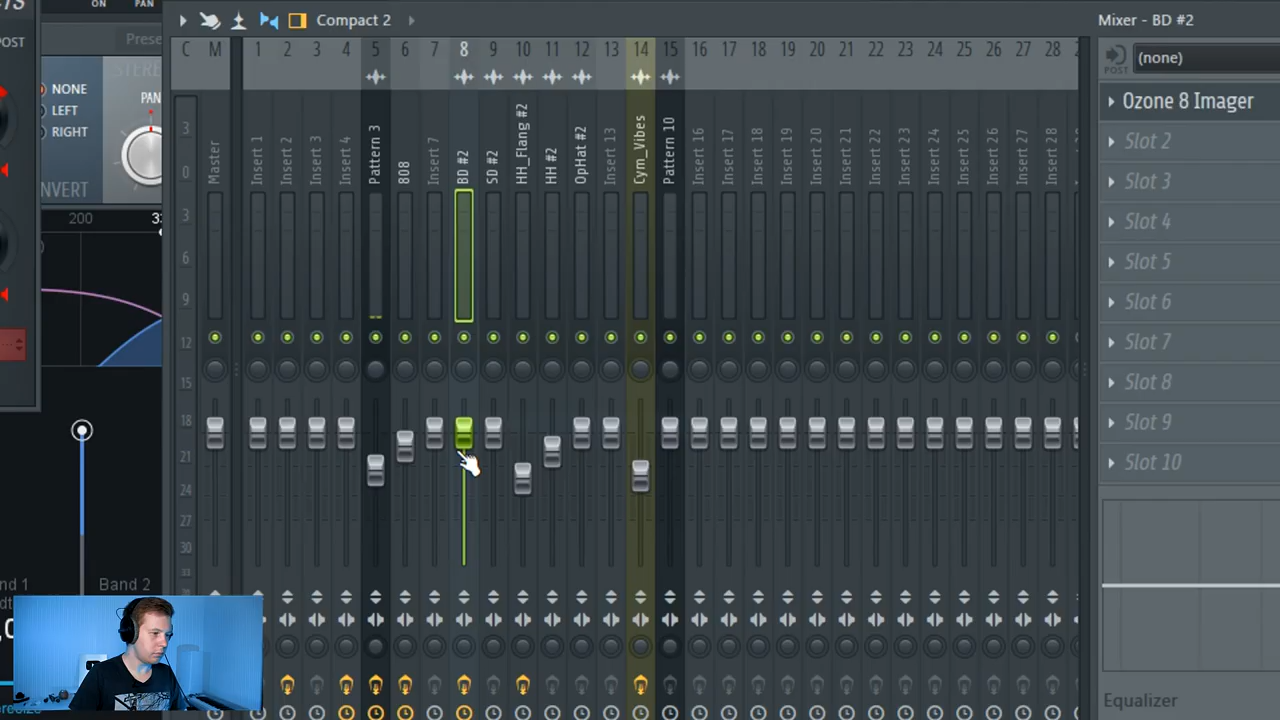 Compact 2
Mixer - BD #2
ON
PAN
POST
Prese
STEREO
NONE
LEFT
RIGHT
PAN
NVERT
200
C M 1 2 3 4 5 6 7 8 9 10 11 12 13 14 15 16 17 18 19 20 21 22 23 24 25 26 27 28
Master
Insert 1
Insert 2
Insert 3
Insert 4
Pattern 3
808
Insert 7
BD #2
SD #2
HH_Flang #2
HH #2
OpHat #2
Insert 13
Cym_Vibes
Pattern 10
Insert 16
Insert 17
Insert 18
Insert 19
Insert 20
Insert 21
Insert 22
Insert 23
Insert 24
Insert 25
Insert 26
Insert 27
Insert 28
3
0
3
6
9
12
15
18
21
24
27
30
33
POST
(none)
Ozone 8 Imager
Slot 2
Slot 3
Slot 4
Slot 5
Slot 6
Slot 7
Slot 8
Slot 9
Slot 10
Equalizer
nd 1
Band 2